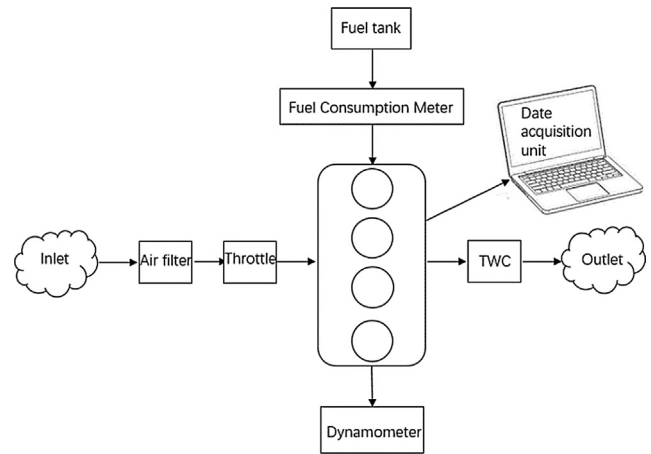 Fuel tank
Fuel Consumption Meter
Date
acquisition
unit
Inlet
Air filter
Throttle
TWC
Outlet
Dynamometer